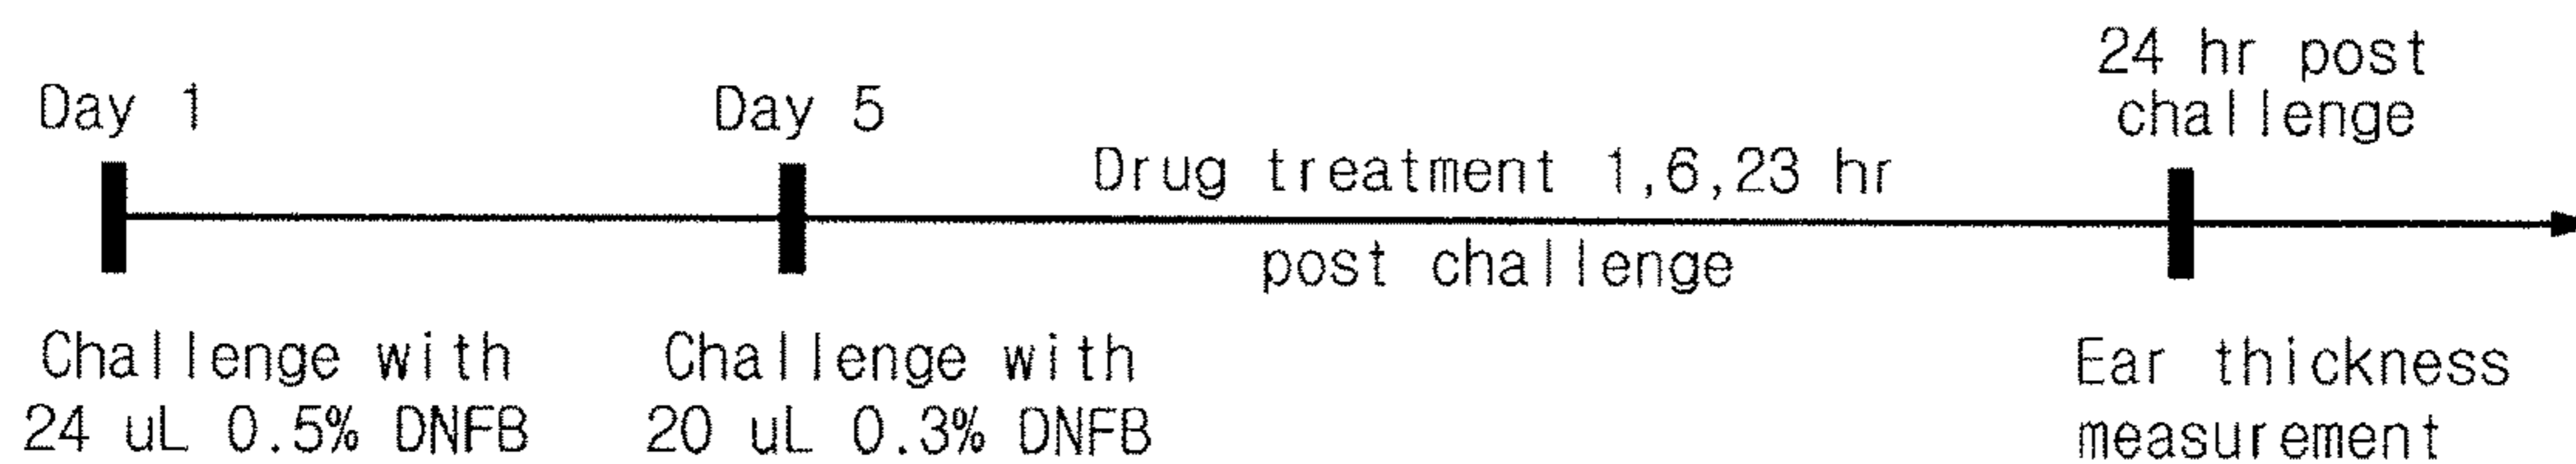 Day 1
Challenge with
24 uL 0.5% DNFB
Day 5
Challenge with
20 uL 0.3% DNFB
Drug treatment 1,6,23 hr
post challenge
24 hr post
challenge
Ear thickness
measurement